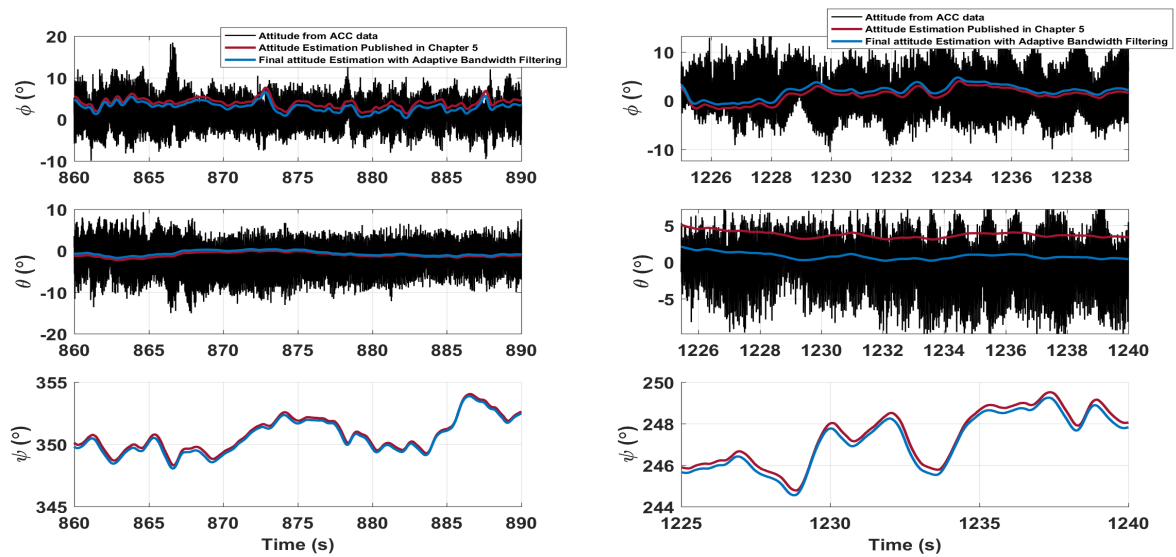 Attitude from ACC data
Attitude Estimation Published in Chapter 5
Final attitude Estimation with Adaptive Bandwidth Filtering
20
10
0
-10
ϕ (°)
860 865 870 875 880 885 890
10
0
-10
20
θ (°)
860 865 870 875 880 885 890
355
350
345
ψ (°)
860 865 870 875 880 885 890
Time (s)
Attitude from ACC data
Attitude Estimation Published in Chapter 5
Final attitude Estimation with Adaptive Bandwidth Filtering
10
0
-10
ϕ (°)
1226 1228 1230 1232 1234 1236 1238
5
0
-5
θ (°)
1226 1228 1230 1232 1234 1236 1238 1240
250
248
246
244
ψ (°)
1225 1230 1235 1240
Time (s)